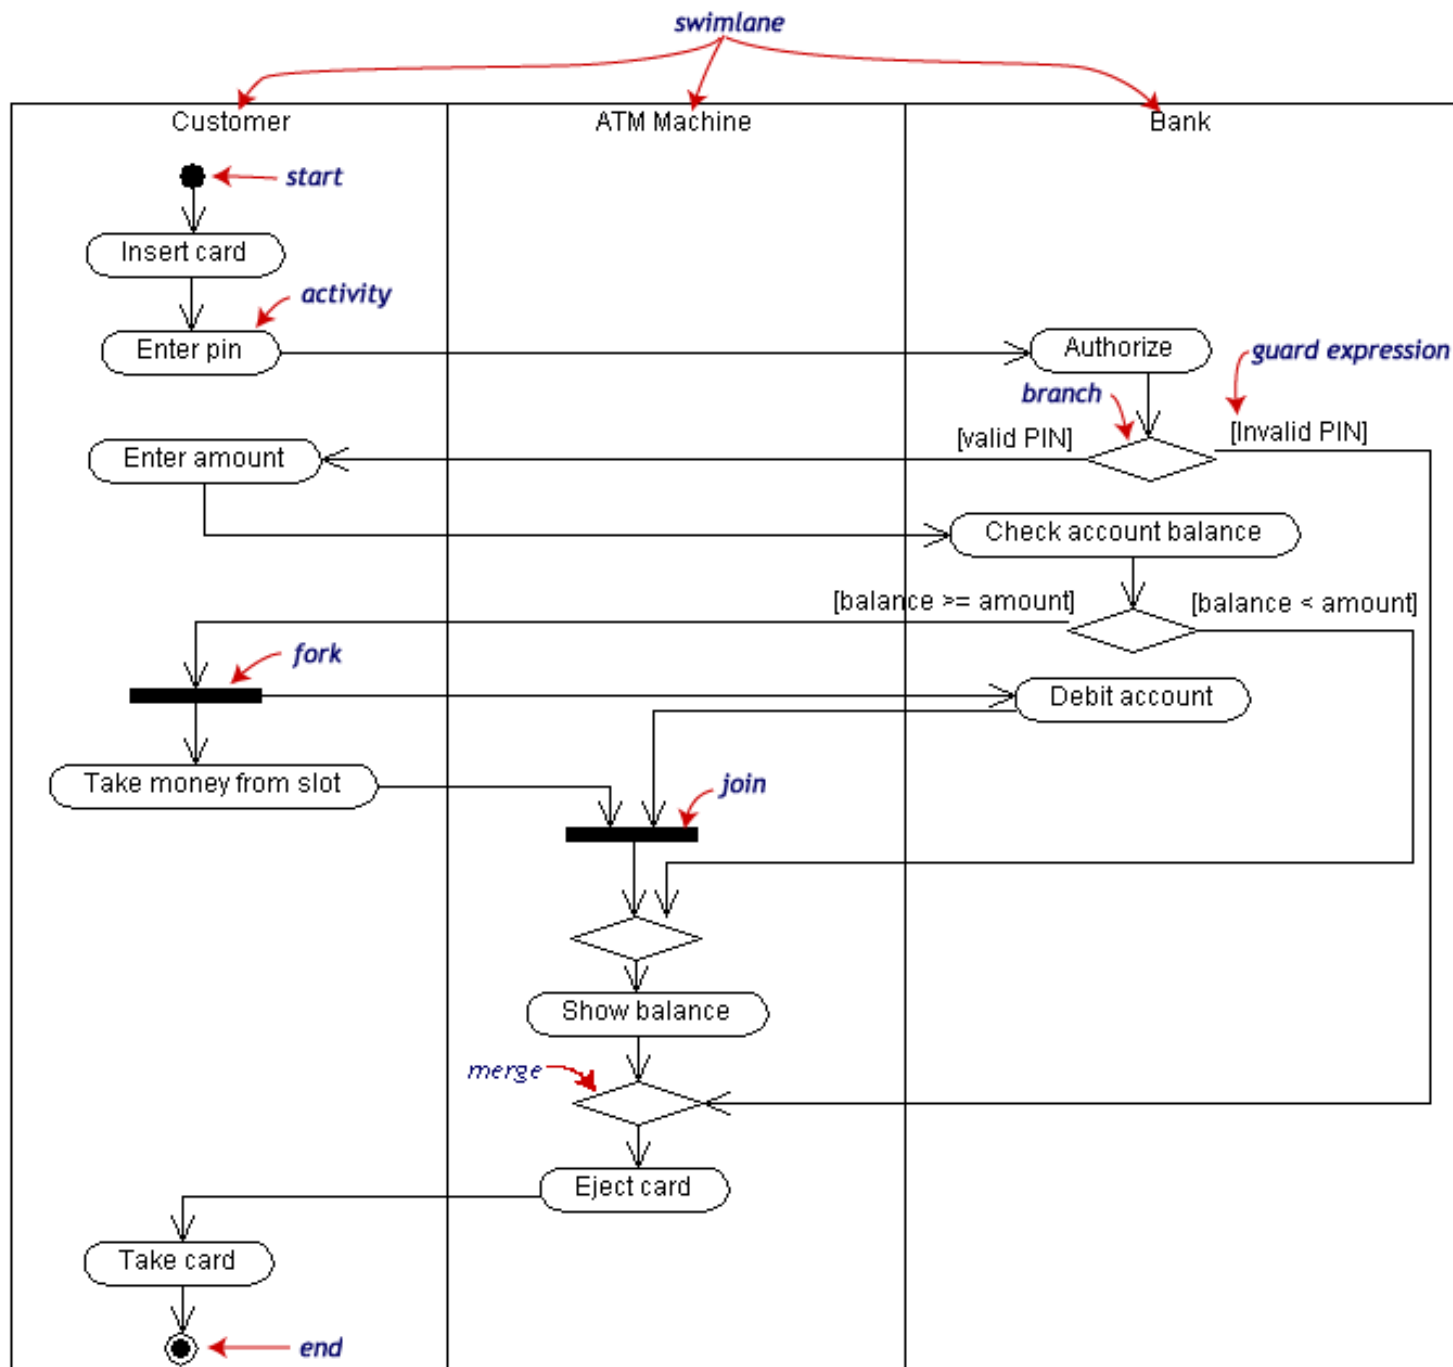 swimlane
Customer
ATM Machine
Bank
start
Insert card
activity
Enter pin
Authorize
guard expression
branch
[valid PIN]
[Invalid PIN]
Enter amount
Check account balance
[balance >= amount]
[balance < amount]
fork
Debit account
Take money from slot
join
Show balance
merge
Eject card
Take card
end